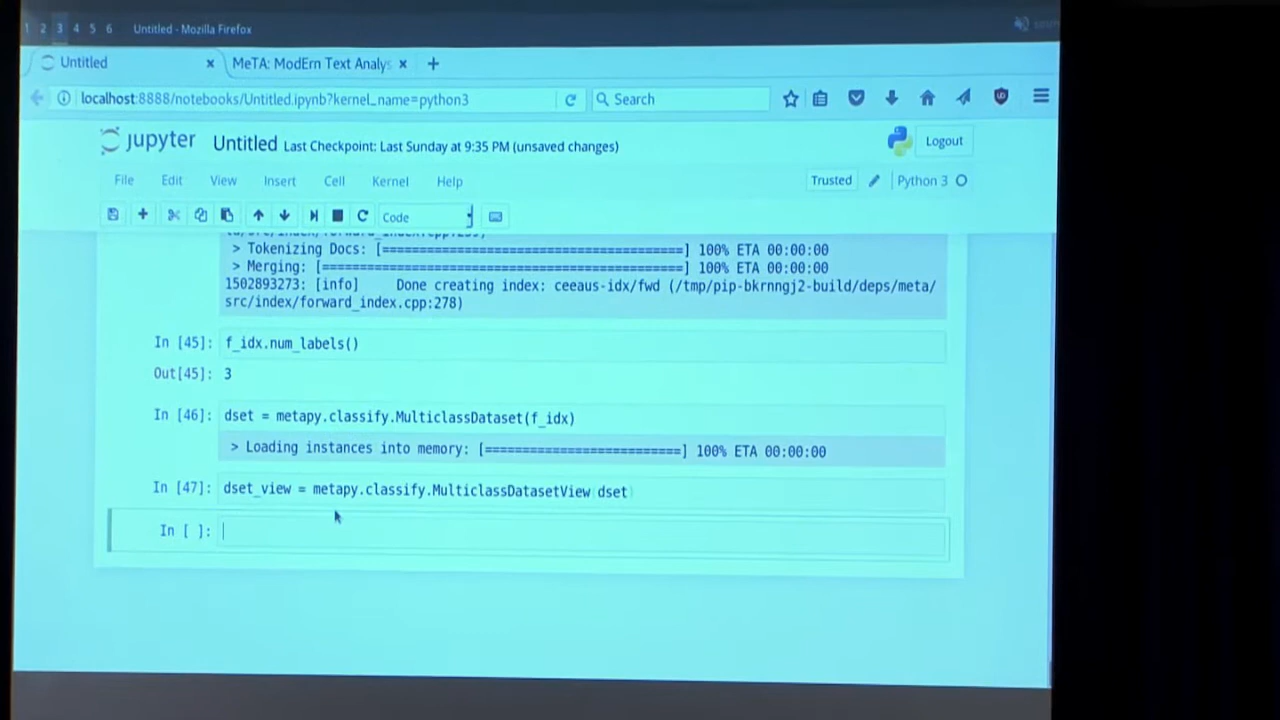 1 2 3 4 5 6 Untitled - Mozilla Firefox
Untitled × MeTA: ModErn Text Analys × +
localhost:8888/notebooks/Untitled.ipynb?kernel_name=python3 Search
jupyter Untitled Last Checkpoint: Last Sunday at 9:35 PM (unsaved changes) Logout
File Edit View Insert Cell Kernel Help Trusted Python 3
Code
> Tokenizing Docs: [========================================] 100% ETA 00:00:00
> Merging: [================================================] 100% ETA 00:00:00
1502893273: [info] Done creating index: ceeaus-idx/fwd (/tmp/pip-bkrnngj2-build/deps/meta/
src/index/forward_index.cpp:278)
In [45]: f_idx.num_labels()
Out[45]: 3
In [46]: dset = metapy.classify.MulticlassDataset(f_idx)
> Loading instances into memory: [==========================] 100% ETA 00:00:00
In [47]: dset_view = metapy.classify.MulticlassDatasetView(dset)
In [ ]: